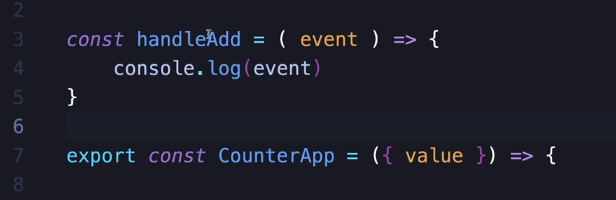 2
3 const handleAdd = ( event ) => {
4     console.log(event)
5 }
6
7 export const CounterApp = ({ value }) => {
8